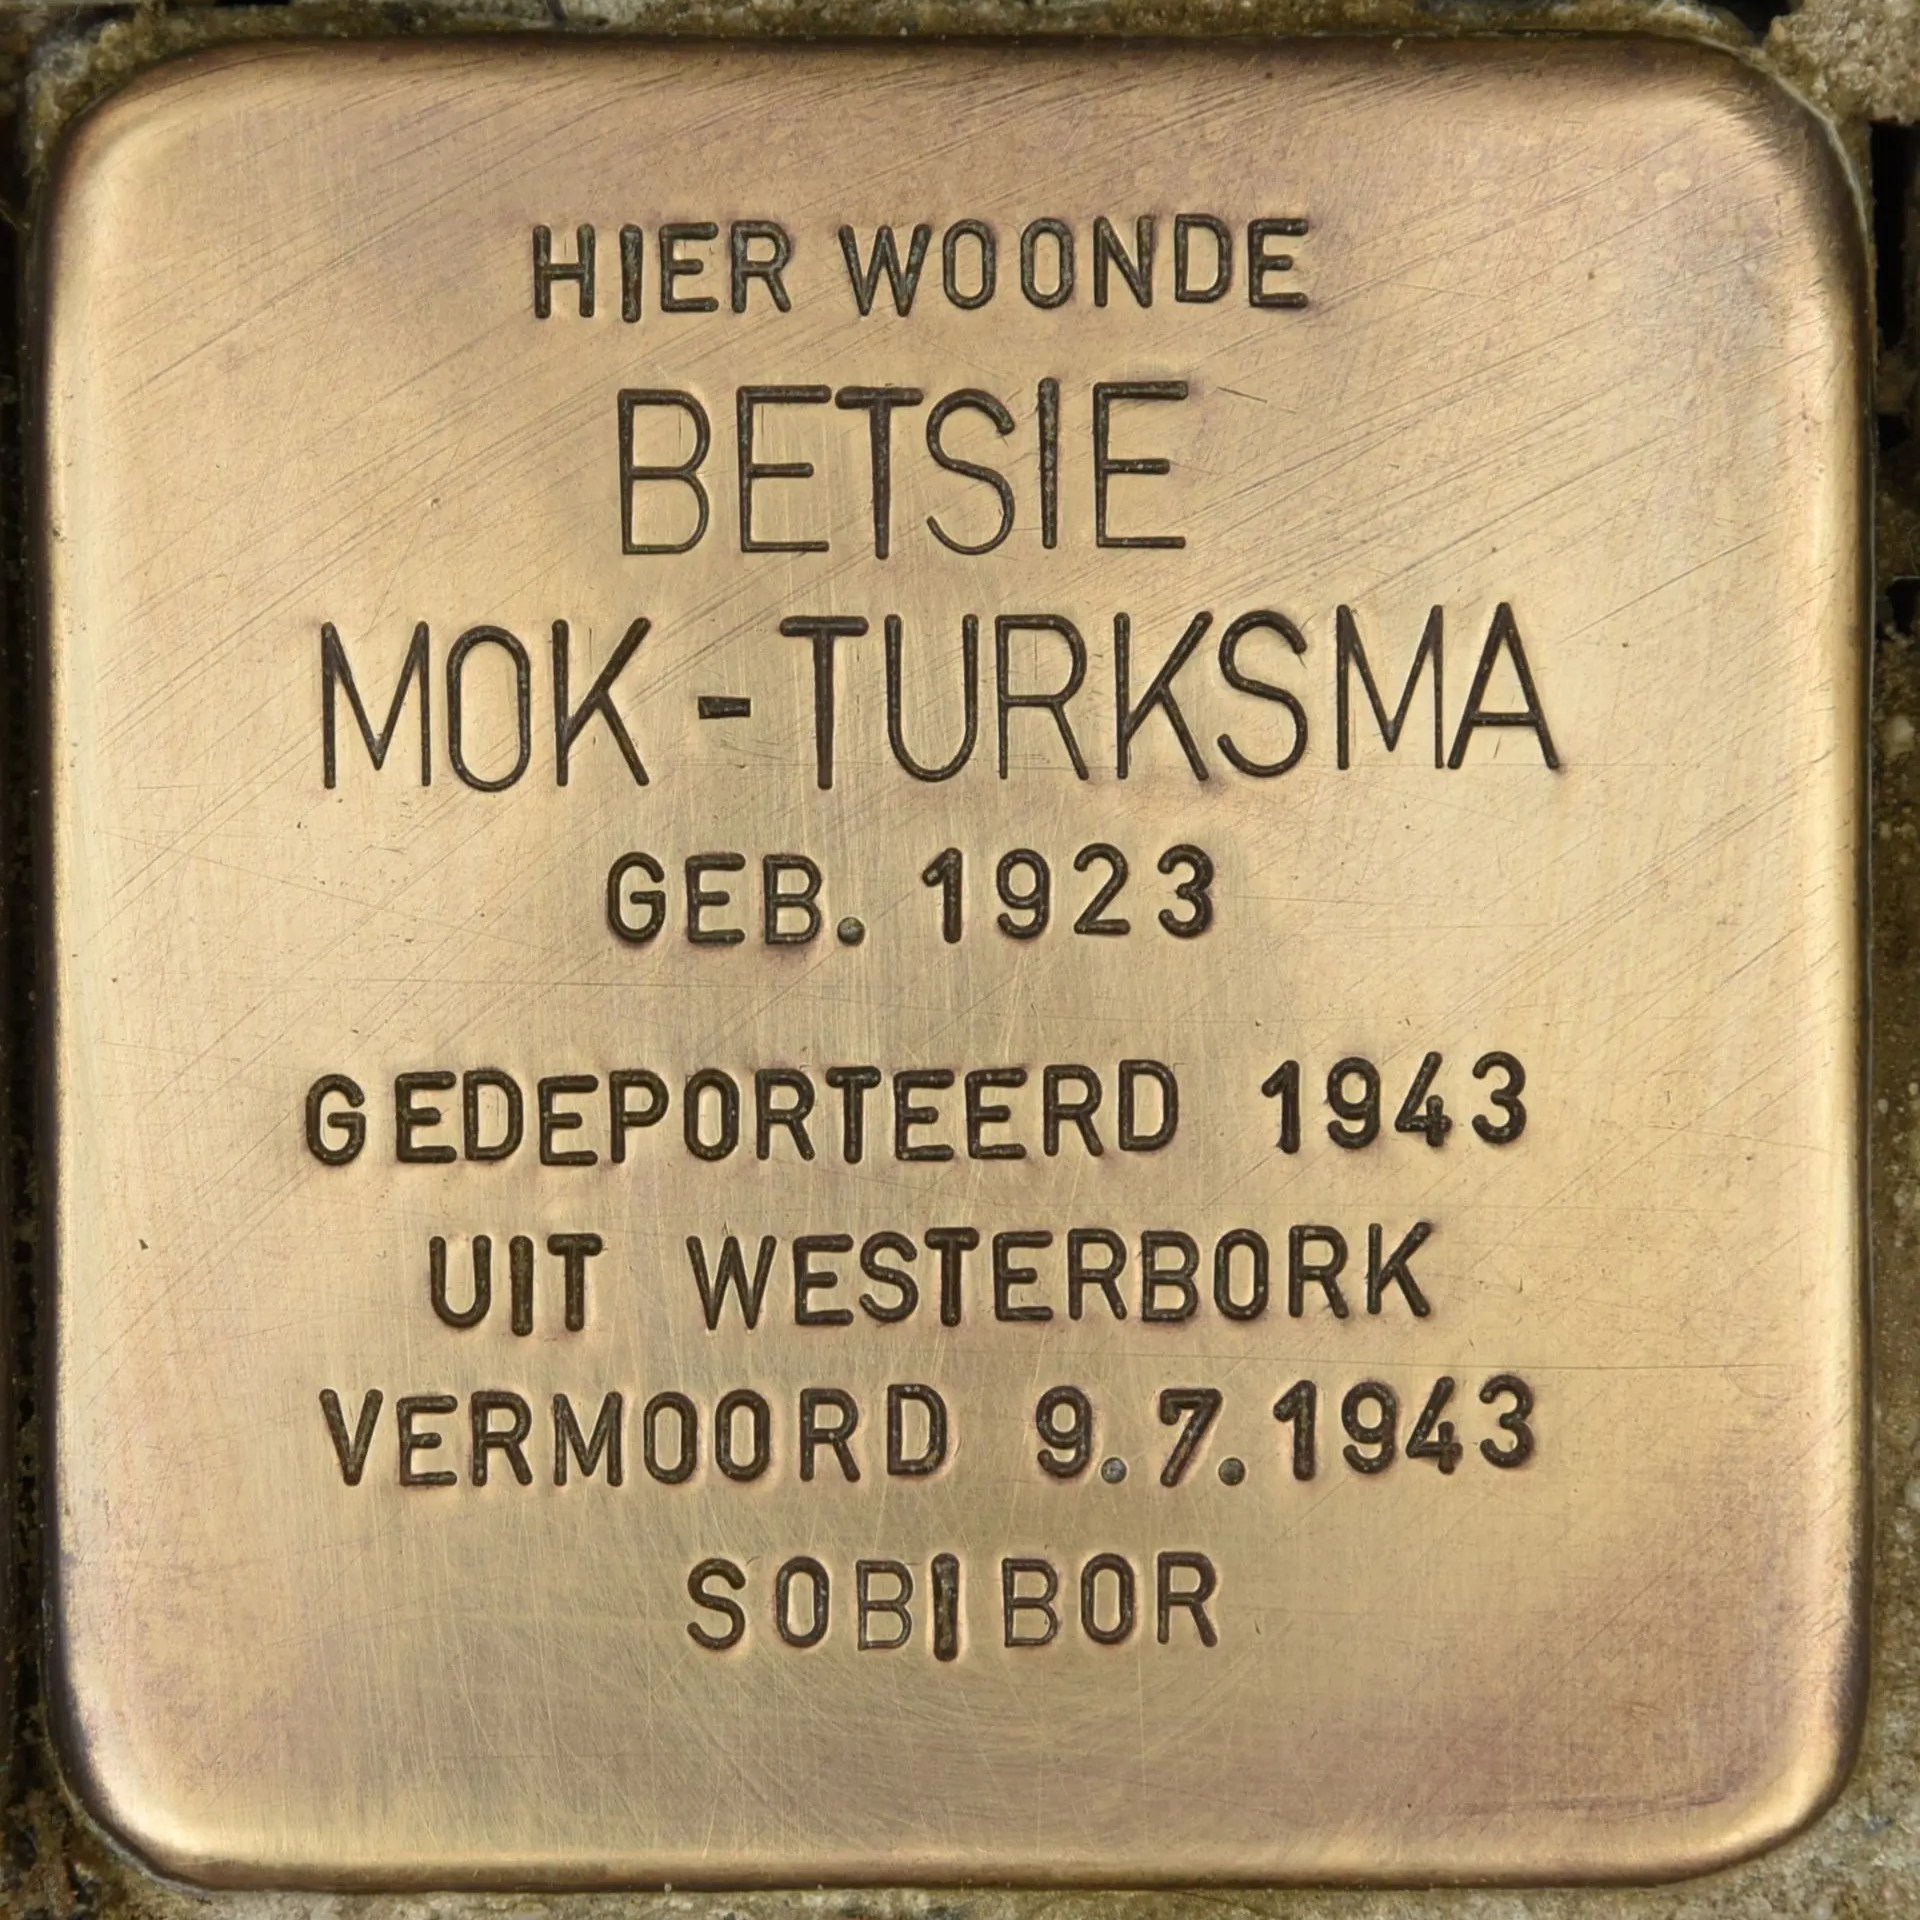 HIER WOONDE
BETSIE
MOK-TURKSMA
GEB. 1923
GEDEPORTEERD 1943
UIT WESTERBORK
VERMOORD 9.7.1943
SOBIBOR